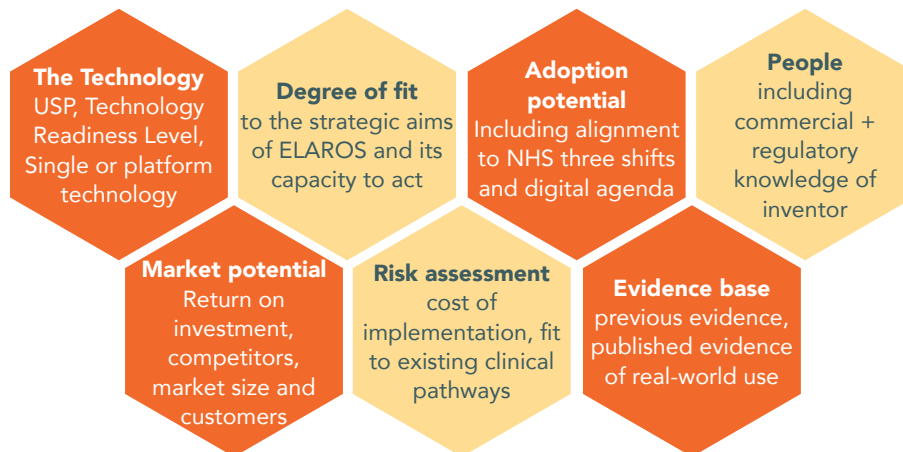 The Technology
USP, Technology
Readiness Level,
Single or platform
technology
Degree of fit
to the strategic aims
of ELAROS and its
capacity to act
Adoption
potential
Including alignment
to NHS three shifts
and digital agenda
People
including
commercial +
regulatory
knowledge of
inventor
Market potential
Return on
investment,
competitors,
market size and
customers
Risk assessment
cost of
implementation, fit
to existing clinical
pathways
Evidence base
previous evidence,
published evidence
of real-world use